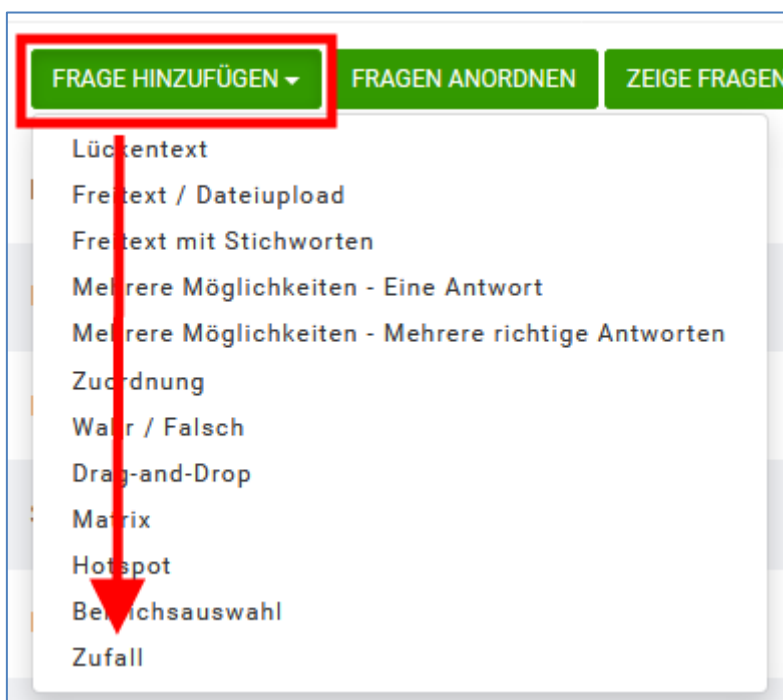 FRAGE HINZUFÜGEN FRAGEN ANORDNEN ZEIGE FRAGEN
Lückentext
Freitext / Dateiupload
Freitext mit Stichworten
Mehrere Möglichkeiten - Eine Antwort
Mehrere Möglichkeiten - Mehrere richtige Antworten
Zuordnung
Wahr / Falsch
Drag-and-Drop
Matrix
Hotspot
Bereichsauswahl
Zufall